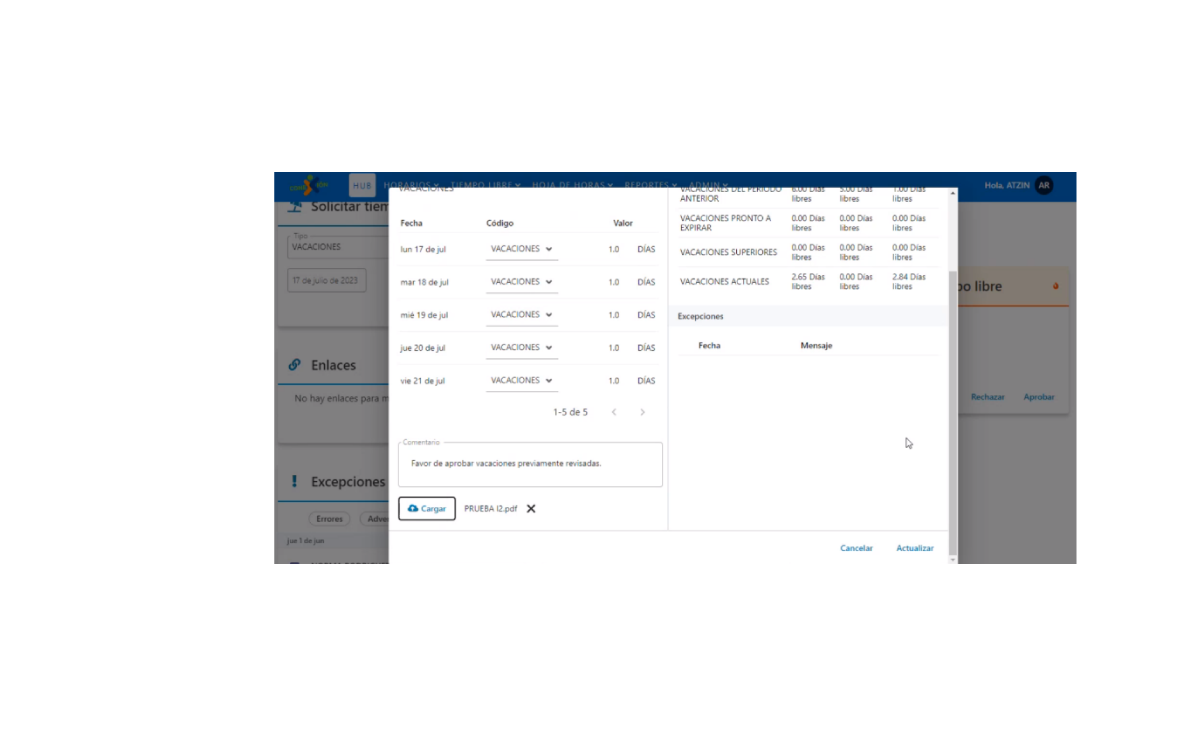 HUB HORARIOS TIEMPO LIBRE HOJA DE HORAS REPORTES ADMIN Hola, ATZIN AR
Solicitar tiem
Tipo
VACACIONES
17 de julio de 2023
Enlaces
No hay enlaces para m
Excepciones
Errores Adve
jue 1 de jun
VACACIONES
Fecha Código Valor
lun 17 de jul VACACIONES 1.0 DÍAS
mar 18 de jul VACACIONES 1.0 DÍAS
mié 19 de jul VACACIONES 1.0 DÍAS
jue 20 de jul VACACIONES 1.0 DÍAS
vie 21 de jul VACACIONES 1.0 DÍAS
1-5 de 5
Comentario
Favor de aprobar vacaciones previamente revisadas.
Cargar PRUEBA I2.pdf
VACACIONES DEL PERIODO ANTERIOR 6.00 Días libres 5.00 Días libres 1.00 Días libres
VACACIONES PRONTO A EXPIRAR 0.00 Días libres 0.00 Días libres 0.00 Días libres
VACACIONES SUPERIORES 0.00 Días libres 0.00 Días libres 0.00 Días libres
VACACIONES ACTUALES 2.65 Días libres 0.00 Días libres 2.84 Días libres
Excepciones
Fecha Mensaje
Cancelar Actualizar
po libre
Rechazar Aprobar